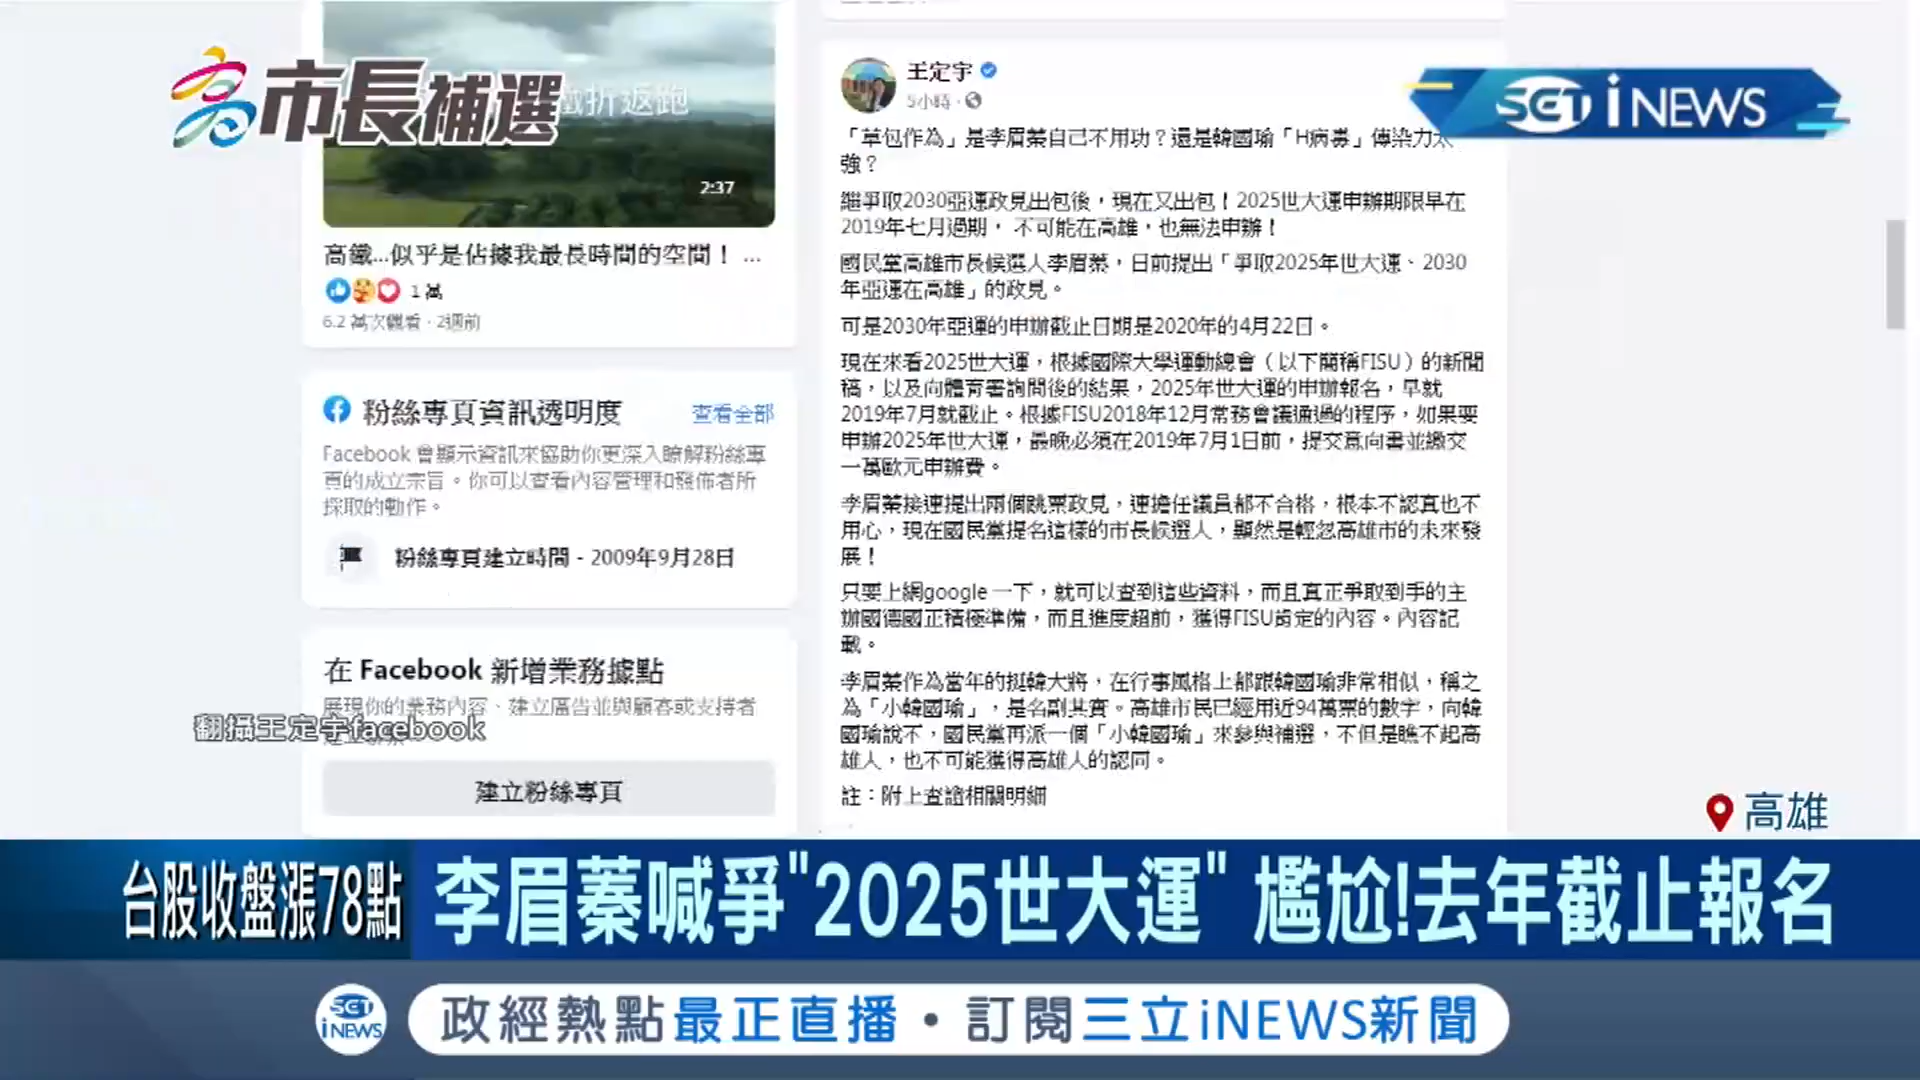 市長補選
鐵折返跑
2:37
高鐵...似乎是佔據我最長時間的空間！ ...
1 萬
6.2 萬次觀看 · 2週前
粉絲專頁資訊透明度
查看全部
Facebook 會顯示資訊來協助你更深入瞭解粉絲專
頁的成立宗旨。你可以查看內容管理和發佈者所
採取的動作。
粉絲專頁建立時間 - 2009年9月28日
在 Facebook 新增業務據點
展現你的業務內容、建立廣告並與顧客或支持者
翻攝王定宇facebook
建立粉絲專頁
王定宇
5小時 ·
「草包作為」是李眉蓁自己不用功？還是韓國瑜「H病毒」傳染力太
強？
繼爭取2030亞運政見出包後，現在又出包！2025世大運申辦期限早在
2019年七月過期， 不可能在高雄，也無法申辦！
國民黨高雄市長候選人李眉蓁，日前提出「爭取2025年世大運、2030
年亞運在高雄」的政見。
可是2030年亞運的申辦截止日期是2020年的4月22日。
現在來看2025世大運，根據國際大學運動總會（以下簡稱FISU）的新聞
稿，以及向體育署詢問後的結果，2025年世大運的申辦報名，早就
2019年7月就截止。根據FISU2018年12月常務會議通過的程序，如果要
申辦2025年世大運，最晚必須在2019年7月1日前，提交意向書並繳交
一萬歐元申辦費。
李眉蓁接連提出兩個跳票政見，連擔任議員都不合格，根本不認真也不
用心，現在國民黨提名這樣的市長候選人，顯然是輕忽高雄市的未來發
展！
只要上網google 一下，就可以查到這些資料，而且真正爭取到手的主
辦國德國正積極準備，而且進度超前，獲得FISU肯定的內容。內容記
載。
李眉蓁作為當年的挺韓大將，在行事風格上都跟韓國瑜非常相似，稱之
為「小韓國瑜」，是名副其實。高雄市民已經用近94萬票的數字，向韓
國瑜說不，國民黨再派一個「小韓國瑜」來參與補選，不但是瞧不起高
雄人，也不可能獲得高雄人的認同。
註：附上查證相關明細
SET iNEWS
高雄
台股收盤漲78點
李眉蓁喊爭"2025世大運" 尷尬!去年截止報名
SET iNEWS
政經熱點最正直播 · 訂閱三立iNEWS新聞